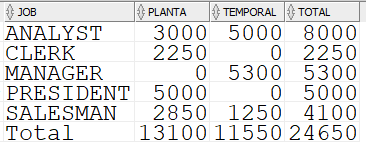 JOB PLANTA TEMPORAL TOTAL
ANALYST 3000 5000 8000
CLERK 2250 0 2250
MANAGER 0 5300 5300
PRESIDENT 5000 0 5000
SALESMAN 2850 1250 4100
Total 13100 11550 24650